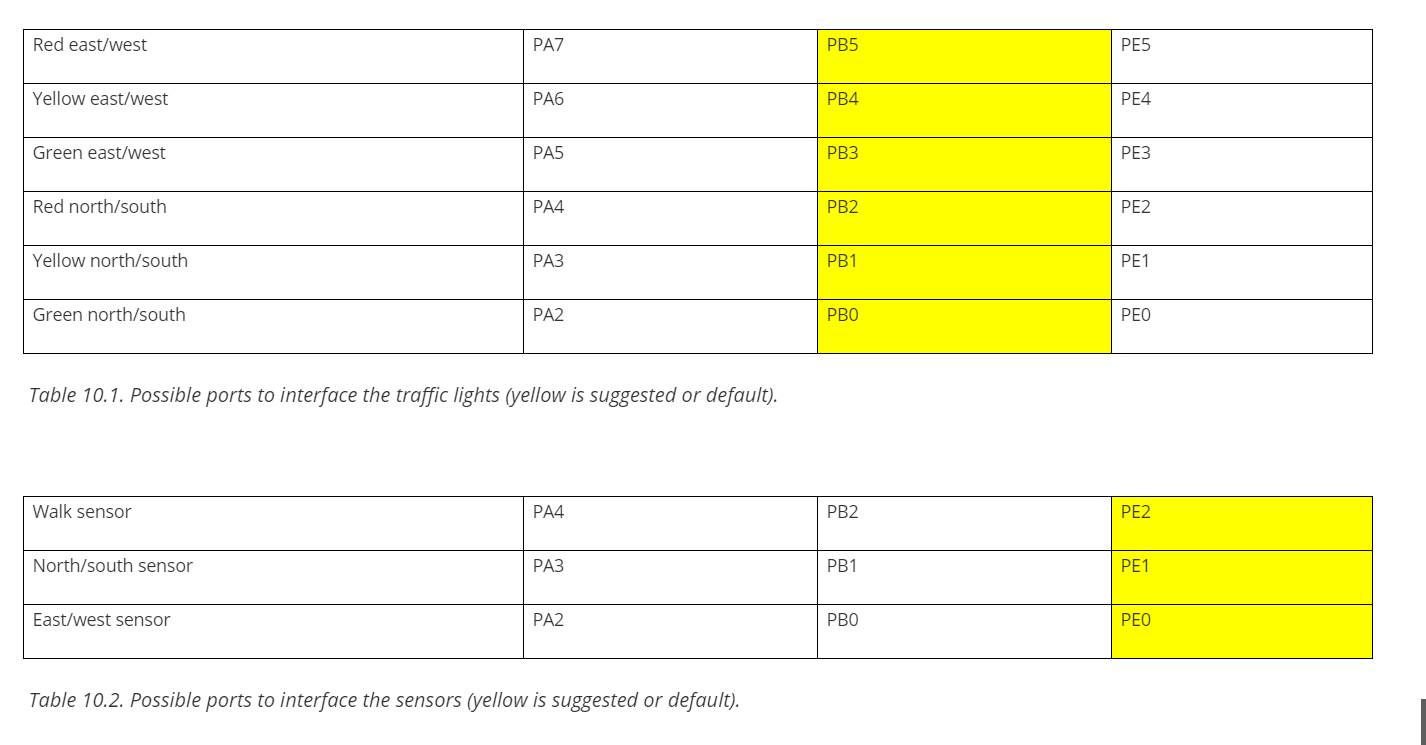 Red east/west PA7 PB5 PE5
Yellow east/west PA6 PB4 PE4
Green east/west PA5 PB3 PE3
Red north/south PA4 PB2 PE2
Yellow north/south PA3 PB1 PE1
Green north/south PA2 PB0 PE0
Table 10.1. Possible ports to interface the traffic lights (yellow is suggested or default).
Walk sensor PA4 PB2 PE2
North/south sensor PA3 PB1 PE1
East/west sensor PA2 PB0 PE0
Table 10.2. Possible ports to interface the sensors (yellow is suggested or default).